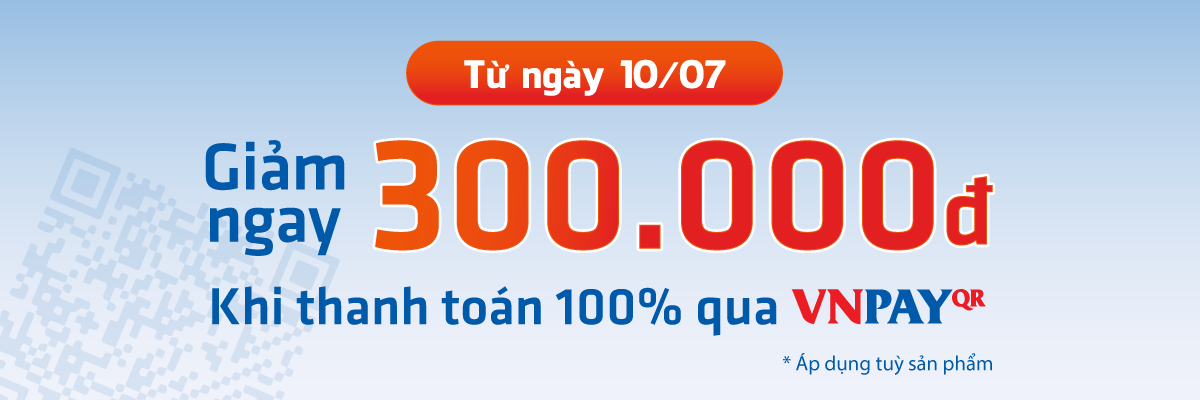 Từ ngày 10/07
Giảm ngay 300.000đ
Khi thanh toán 100% qua VNPAYQR
* Áp dụng tuỳ sản phẩm